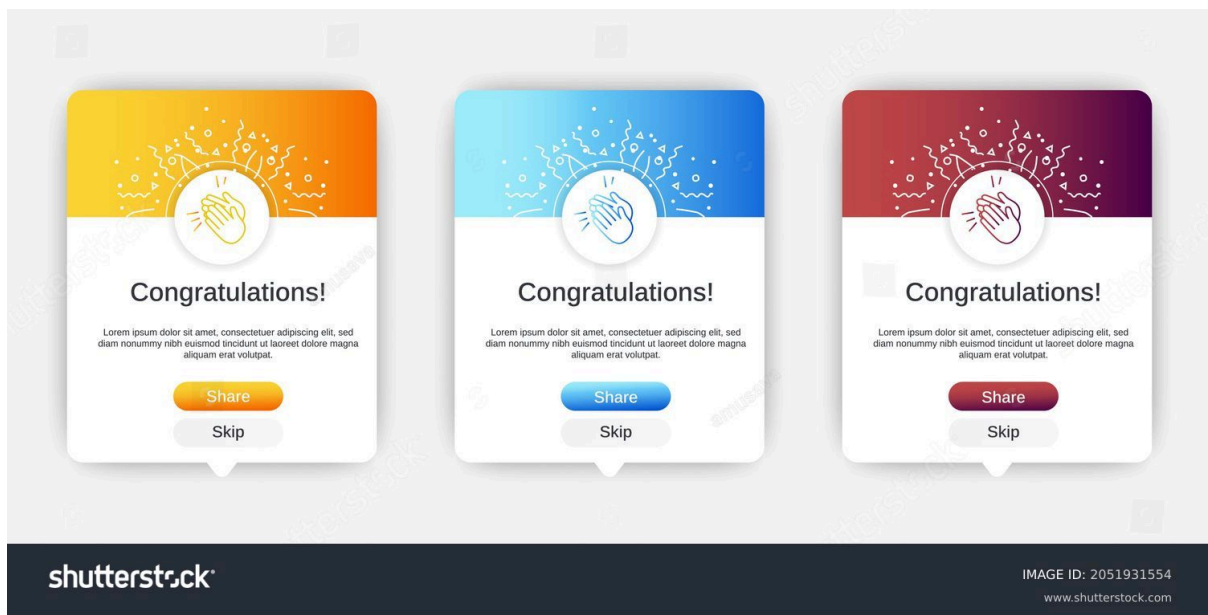 Congratulations!
Lorem ipsum dolor sit amet, consectetuer adipiscing elit, sed
diam nonummy nibh euismod tincidunt ut laoreet dolore magna
aliquam erat volutpat.
Share
Skip
Congratulations!
Lorem ipsum dolor sit amet, consectetuer adipiscing elit, sed
diam nonummy nibh euismod tincidunt ut laoreet dolore magna
aliquam erat volutpat.
Share
Skip
Congratulations!
Lorem ipsum dolor sit amet, consectetuer adipiscing elit, sed
diam nonummy nibh euismod tincidunt ut laoreet dolore magna
aliquam erat volutpat.
Share
Skip
shutterstock
IMAGE ID: 2051931554
www.shutterstock.com